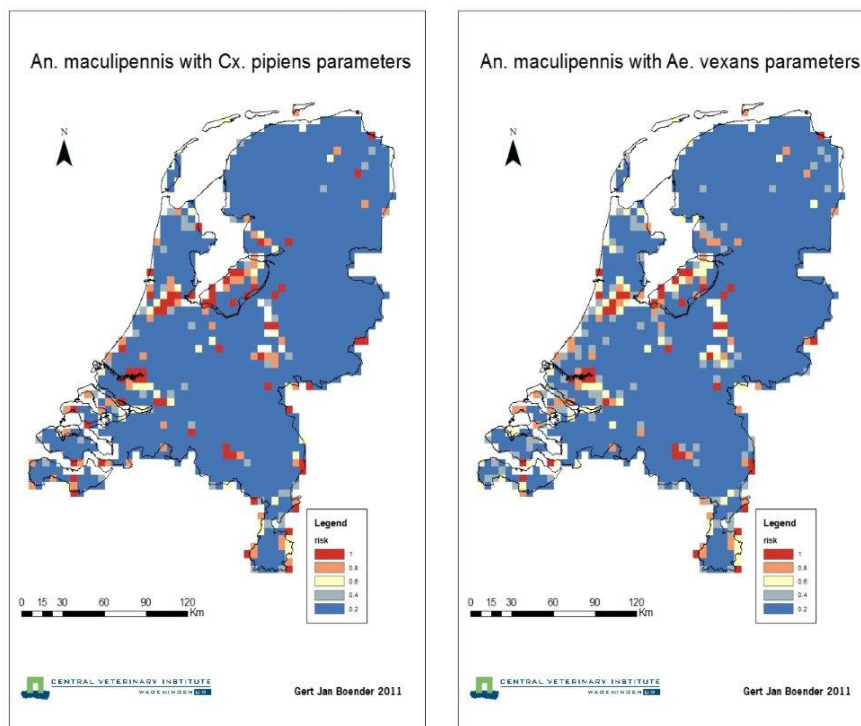 An. maculipennis with Cx. pipiens parameters
N
Legend
risk
1
0.8
0.6
0.4
0.2
0 15 30 60 90 120
Km
CENTRAL VETERINARY INSTITUTE
WAGENINGEN UR
Gert Jan Boender 2011
An. maculipennis with Ae. vexans parameters
N
Legend
risk
1
0.8
0.6
0.4
0.2
0 15 30 60 90 120
Km
CENTRAL VETERINARY INSTITUTE
WAGENINGEN UR
Gert Jan Boender 2011